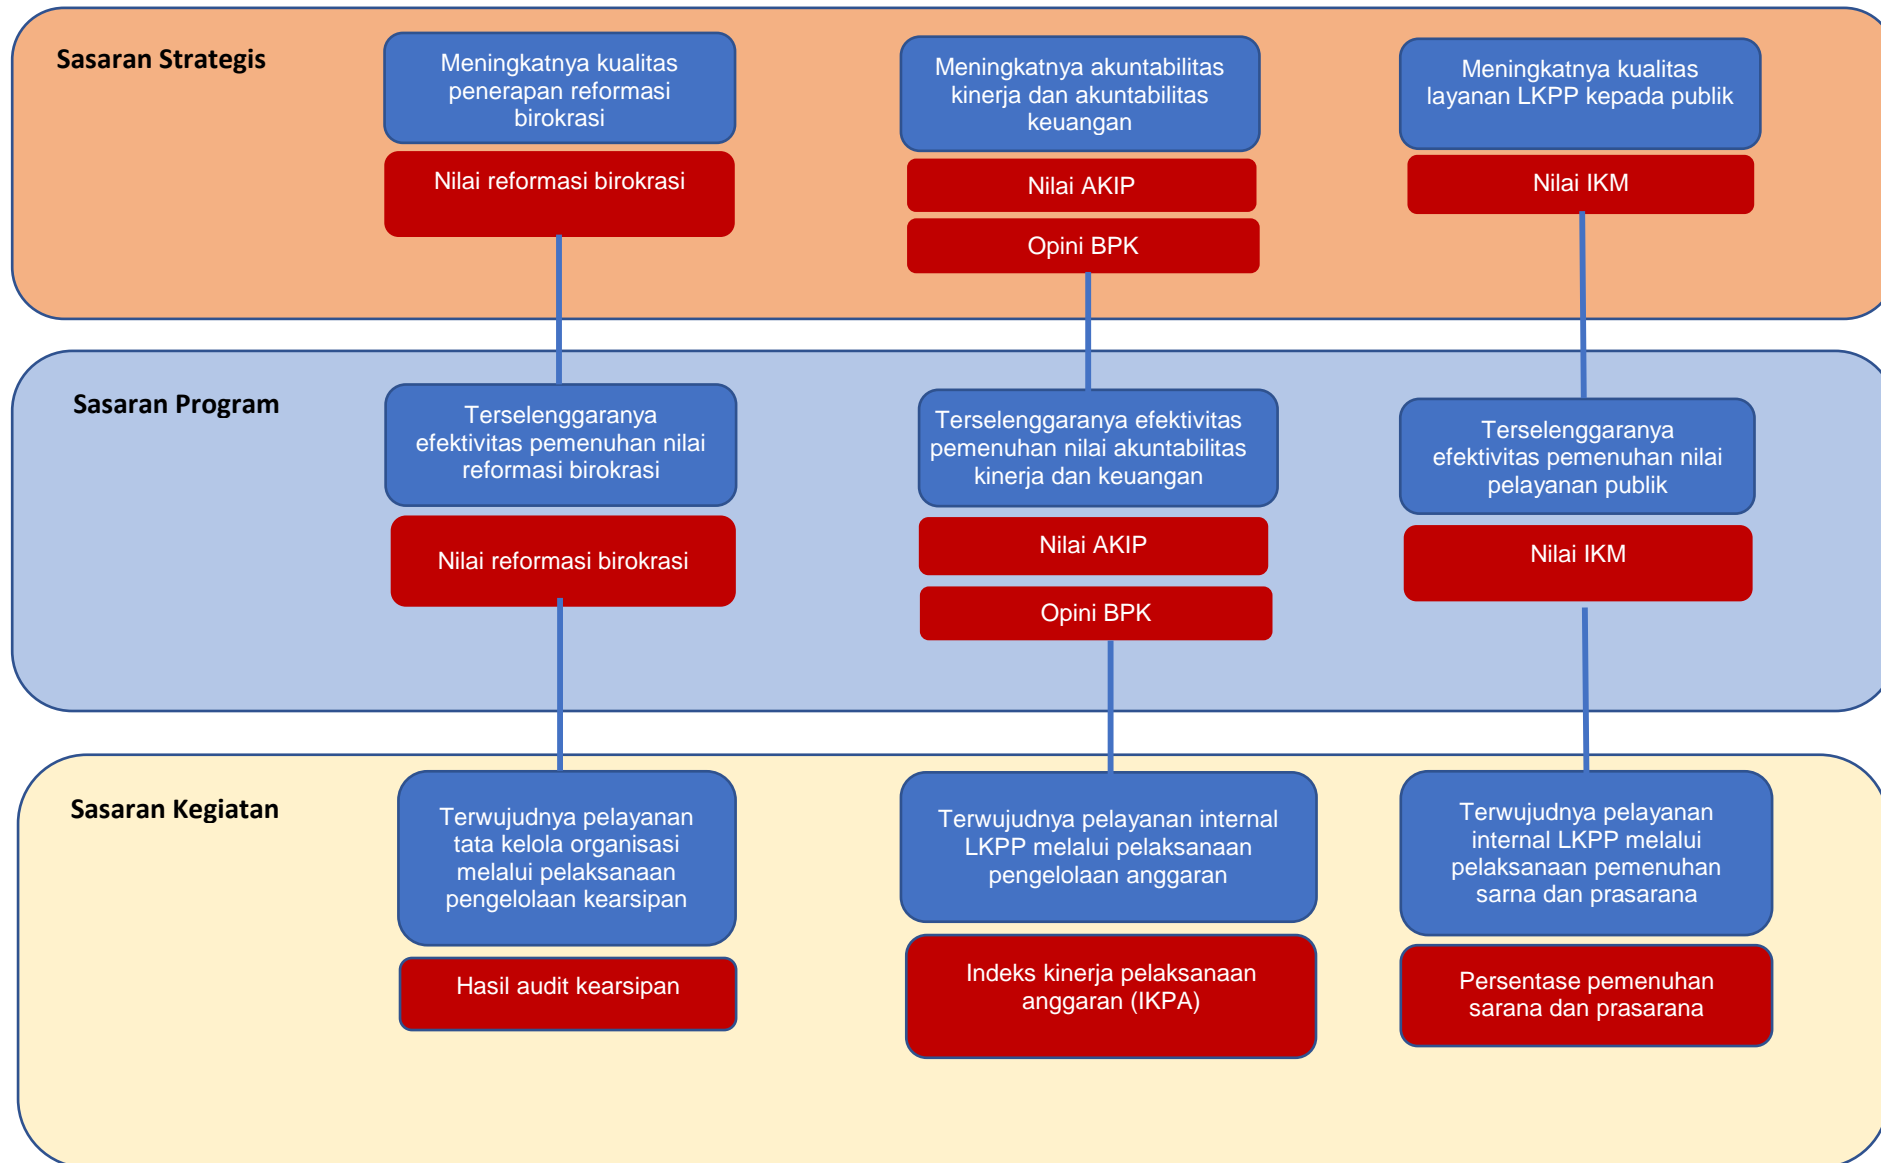 Sasaran Strategis
Meningkatnya kualitas
penerapan reformasi
birokrasi
Nilai reformasi birokrasi
Meningkatnya akuntabilitas
kinerja dan akuntabilitas
keuangan
Nilai AKIP
Opini BPK
Meningkatnya kualitas
layanan LKPP kepada publik
Nilai IKM
Sasaran Program
Terselenggaranya
efektivitas pemenuhan nilai
reformasi birokrasi
Nilai reformasi birokrasi
Terselenggaranya efektivitas
pemenuhan nilai akuntabilitas
kinerja dan keuangan
Nilai AKIP
Opini BPK
Terselenggaranya
efektivitas pemenuhan nilai
pelayanan publik
Nilai IKM
Sasaran Kegiatan
Terwujudnya pelayanan
tata kelola organisasi
melalui pelaksanaan
pengelolaan kearsipan
Hasil audit kearsipan
Terwujudnya pelayanan internal
LKPP melalui pelaksanaan
pengelolaan anggaran
Indeks kinerja pelaksanaan
anggaran (IKPA)
Terwujudnya pelayanan
internal LKPP melalui
pelaksanaan pemenuhan
sarna dan prasarana
Persentase pemenuhan
sarana dan prasarana